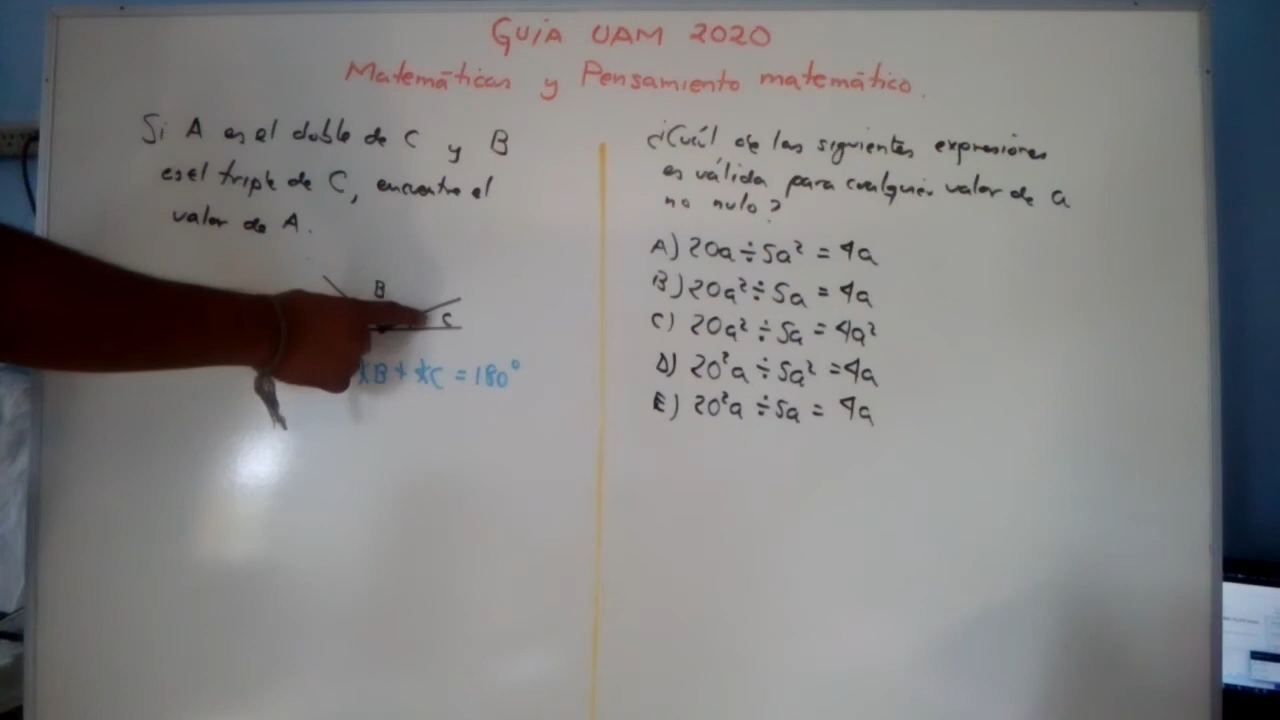 GUIA UAM 2020
Matemáticas y Pensamiento matemático.
Si A es el doble de C y B
es el triple de C, encuentre el
valor de A.
B
C
∡B + ∡C = 180°
¿Cuál de las siguientes expresiones
es válida para cualquier valor de a
no nulo?
A) 20a ÷ 5a² = 4a
B) 20a² ÷ 5a = 4a
C) 20a² ÷ 5a = 4a²
D) 20²a ÷ 5a² = 4a
E) 20²a ÷ 5a = 4a